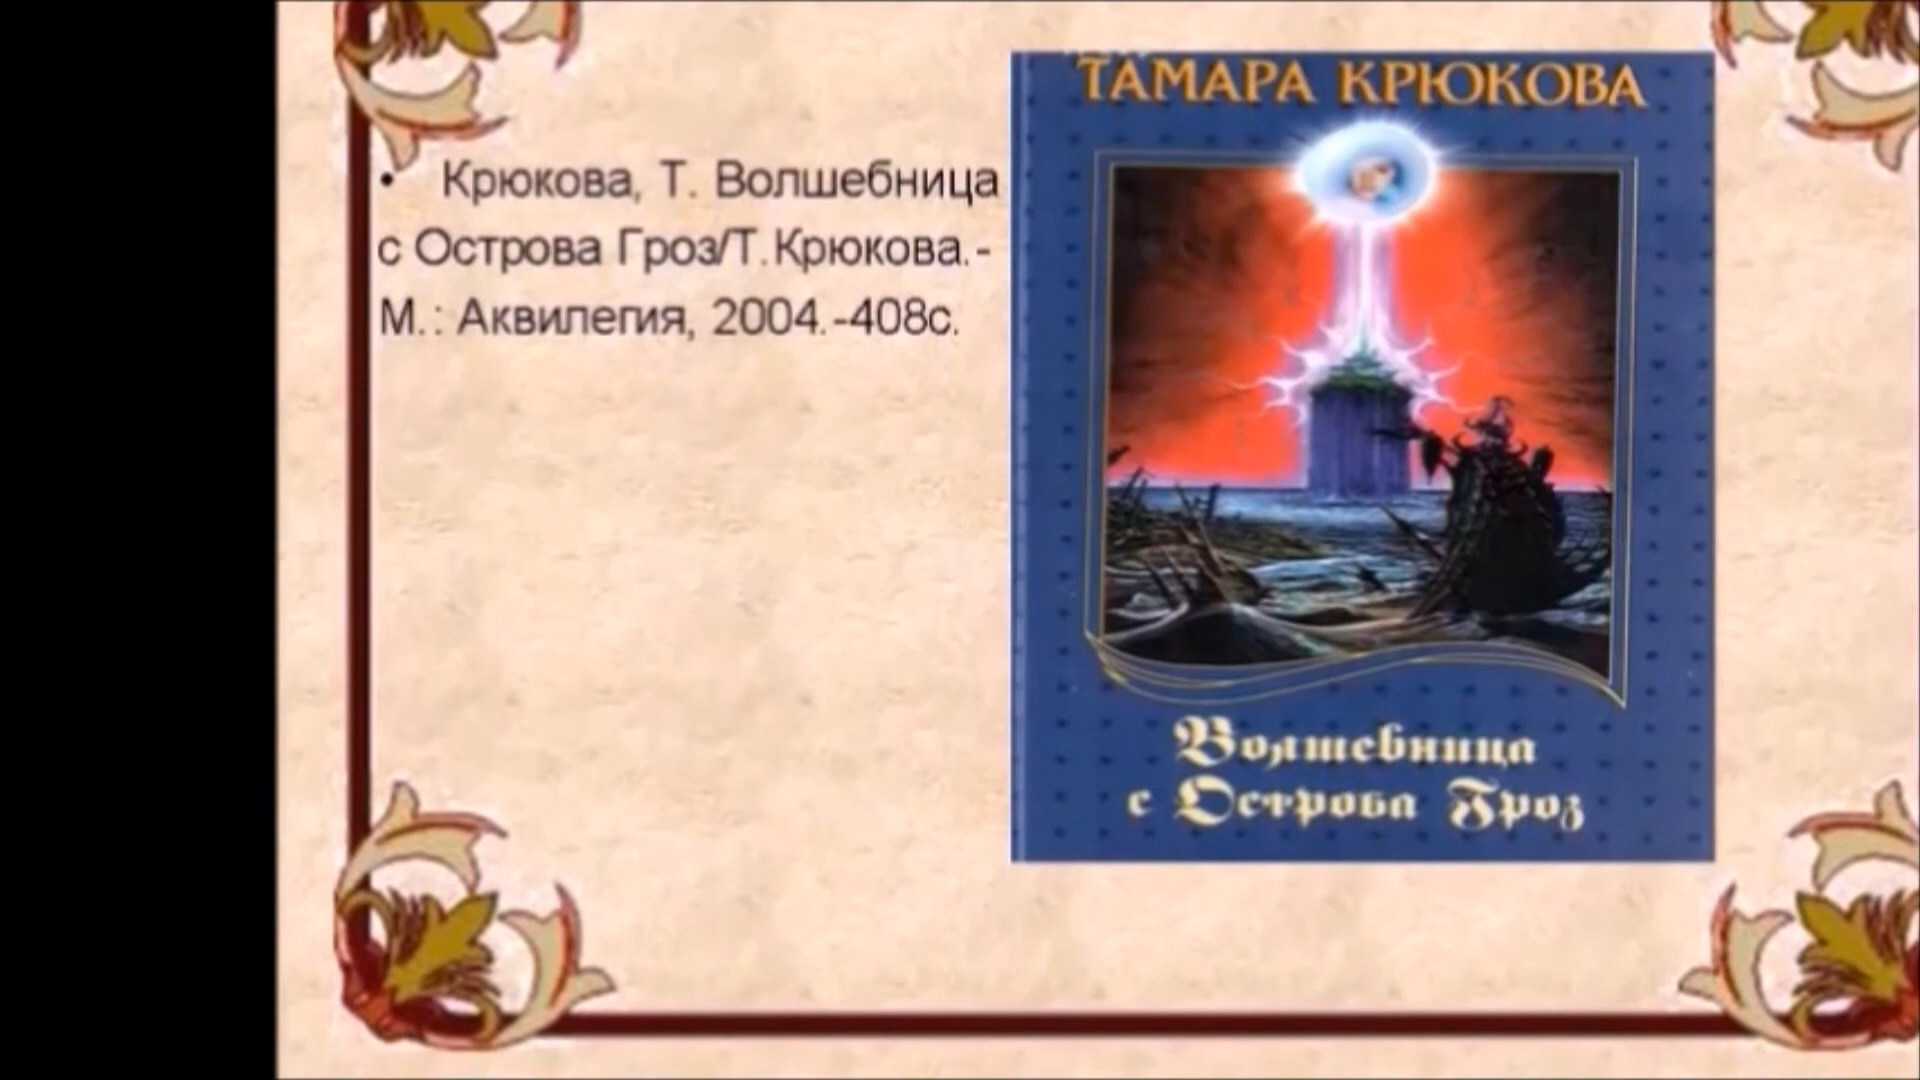 • Крюкова, Т. Волшебница
с Острова Гроз/Т.Крюкова.-
М.: Аквилегия, 2004.-408с.
ТАМАРА КРЮКОВА
Волшебница
с Острова Гроз